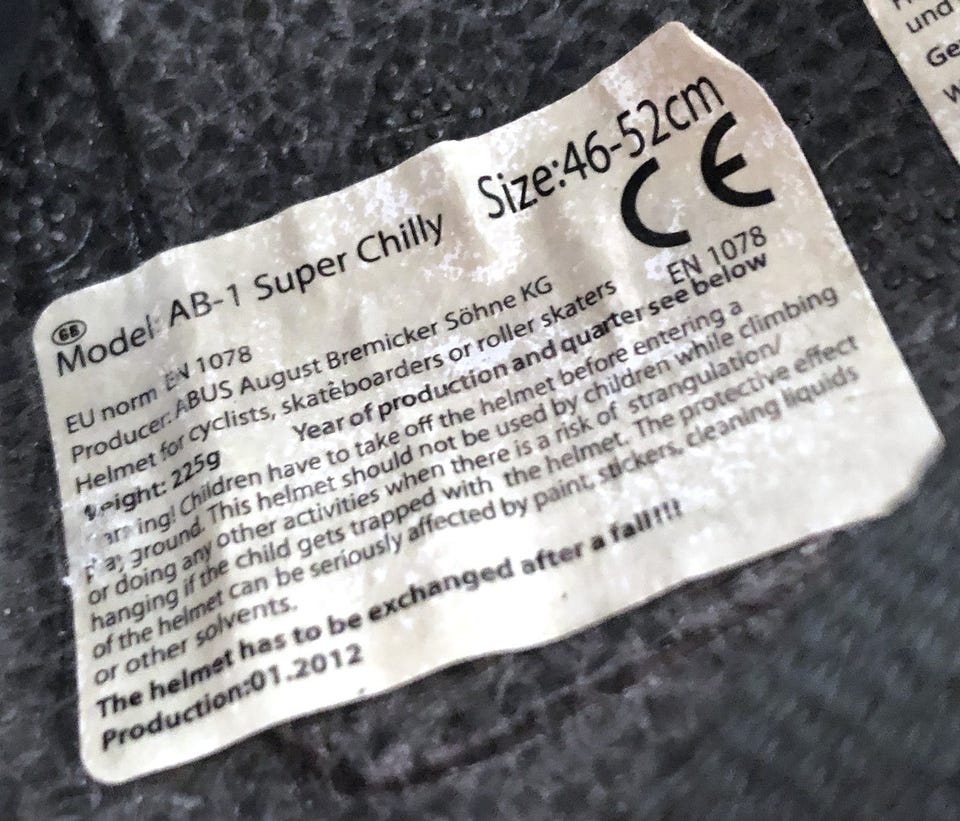 GB
Model: AB-1 Super Chilly
Size:46-52cm
CE
EN 1078
EU norm EN 1078
Producer: ABUS August Bremicker Söhne KG
Helmet for cyclists, skateboarders or roller skaters
Weight: 225g
Year of production and quarter see below
Warning! Children have to take off the helmet before entering a
playground. This helmet should not be used by children while climbing
or doing any other activities when there is a risk of strangulation/
hanging if the child gets trapped with the helmet. The protective effect
of the helmet can be seriously affected by paint, stickers, cleaning liquids
or other solvents.
The helmet has to be exchanged after a fall!!!!
Production:01.2012
und